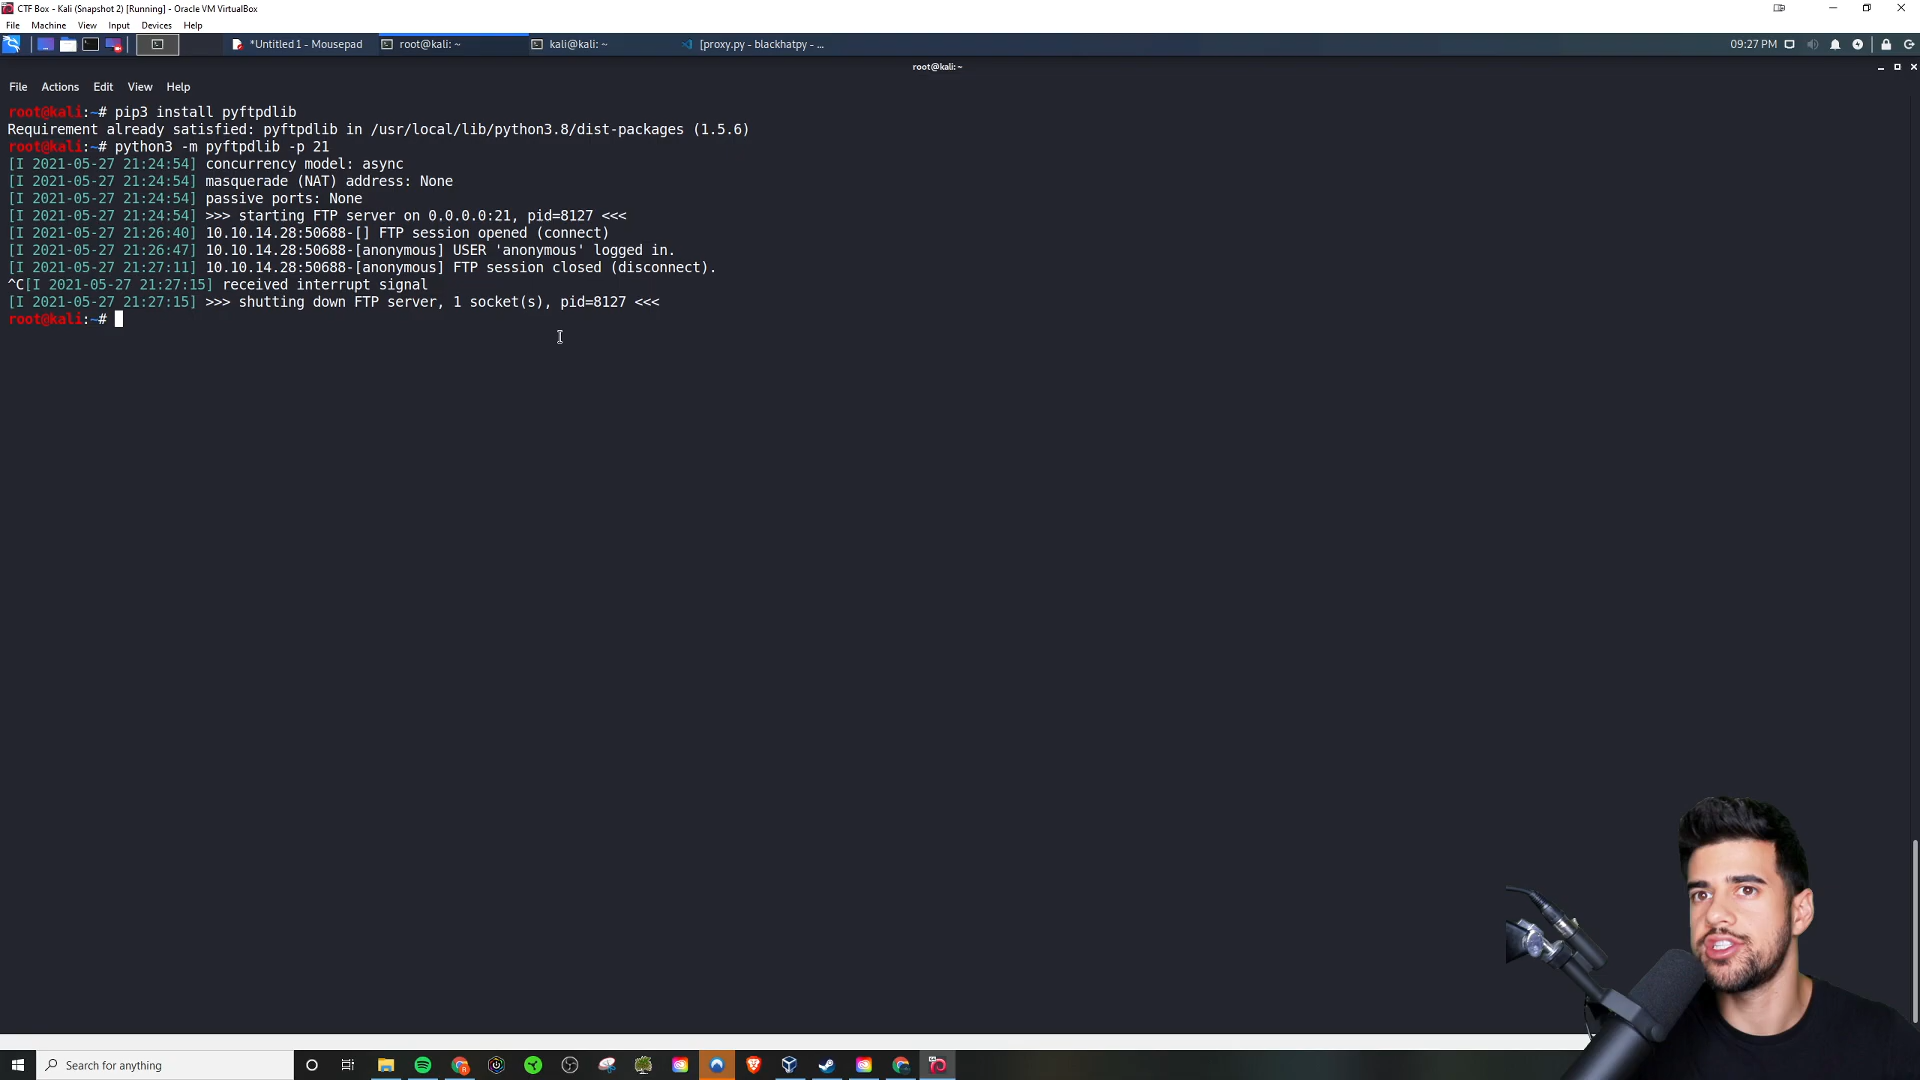 CTF Box - Kali (Snapshot 2) [Running] - Oracle VM VirtualBox
File Machine View Input Devices Help
*Untitled 1 - Mousepad root@kali: ~ kali@kali: ~ [proxy.py - blackhatpy - ... 09:27 PM
root@kali: ~
File Actions Edit View Help
root@kali:~# pip3 install pyftpdlib
Requirement already satisfied: pyftpdlib in /usr/local/lib/python3.8/dist-packages (1.5.6)
root@kali:~# python3 -m pyftpdlib -p 21
[I 2021-05-27 21:24:54] concurrency model: async
[I 2021-05-27 21:24:54] masquerade (NAT) address: None
[I 2021-05-27 21:24:54] passive ports: None
[I 2021-05-27 21:24:54] >>> starting FTP server on 0.0.0.0:21, pid=8127 <<<
[I 2021-05-27 21:26:40] 10.10.14.28:50688-[] FTP session opened (connect)
[I 2021-05-27 21:26:47] 10.10.14.28:50688-[anonymous] USER 'anonymous' logged in.
[I 2021-05-27 21:27:11] 10.10.14.28:50688-[anonymous] FTP session closed (disconnect).
^C[I 2021-05-27 21:27:15] received interrupt signal
[I 2021-05-27 21:27:15] >>> shutting down FTP server, 1 socket(s), pid=8127 <<<
root@kali:~#
Search for anything